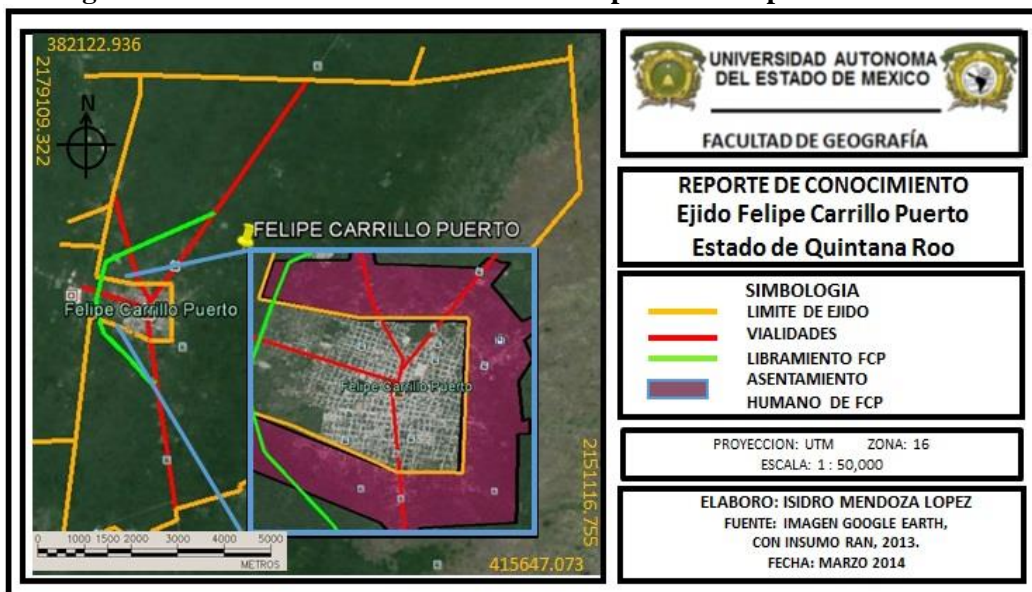 382122.936
2179109.322
N
FELIPE CARRILLO PUERTO
Felipe Carrillo Puerto
Felipe Carrillo Puerto
0 1000 1500 2000 3000 4000 5000
METROS
2151116.755
415647.073
UNIVERSIDAD AUTONOMA
DEL ESTADO DE MEXICO
FACULTAD DE GEOGRAFÍA
REPORTE DE CONOCIMIENTO
Ejido Felipe Carrillo Puerto
Estado de Quintana Roo
SIMBOLOGIA
LIMITE DE EJIDO
VIALIDADES
LIBRAMIENTO FCP
ASENTAMIENTO
HUMANO DE FCP
PROYECCION: UTM ZONA: 16
ESCALA: 1 : 50,000
ELABORO: ISIDRO MENDOZA LOPEZ
FUENTE: IMAGEN GOOGLE EARTH,
CON INSUMO RAN, 2013.
FECHA: MARZO 2014